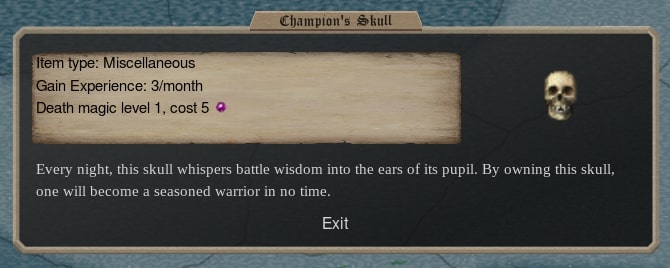 Champion's Skull
Item type: Miscellaneous
Gain Experience: 3/month
Death magic level 1, cost 5
Every night, this skull whispers battle wisdom into the ears of its pupil. By owning this skull,
one will become a seasoned warrior in no time.
Exit